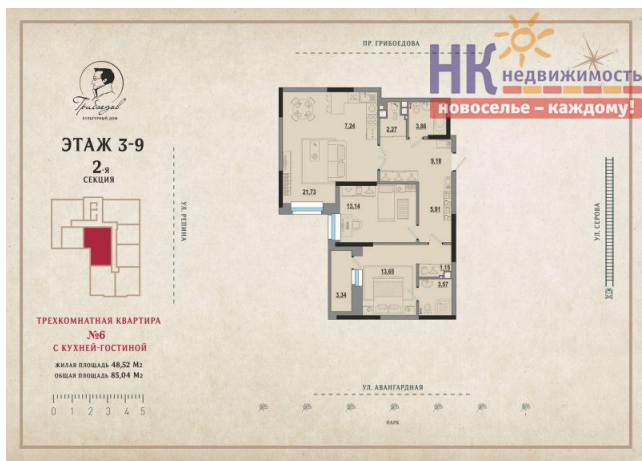 ПР. ГРИБОЕДОВА
НК недвижимость
новоселье – каждому!
Грибоедов
КУЛЬТУРНЫЙ ДОМ
ЭТАЖ 3-9
2-я
СЕКЦИЯ
УЛ. РЕПИНА
7,24
2,27
3,86
9,18
21,73
13,14
5,91
13,65
1,15
3,34
3,67
УЛ. СЕРОВА
ТРЕХКОМНАТНАЯ КВАРТИРА
№6
С КУХНЕЙ-ГОСТИНОЙ
ЖИЛАЯ ПЛОЩАДЬ 48,52 М2
ОБЩАЯ ПЛОЩАДЬ 85,04 М2
0 1 2 3 4 5
УЛ. АВАНГАРДНАЯ
ПАРК